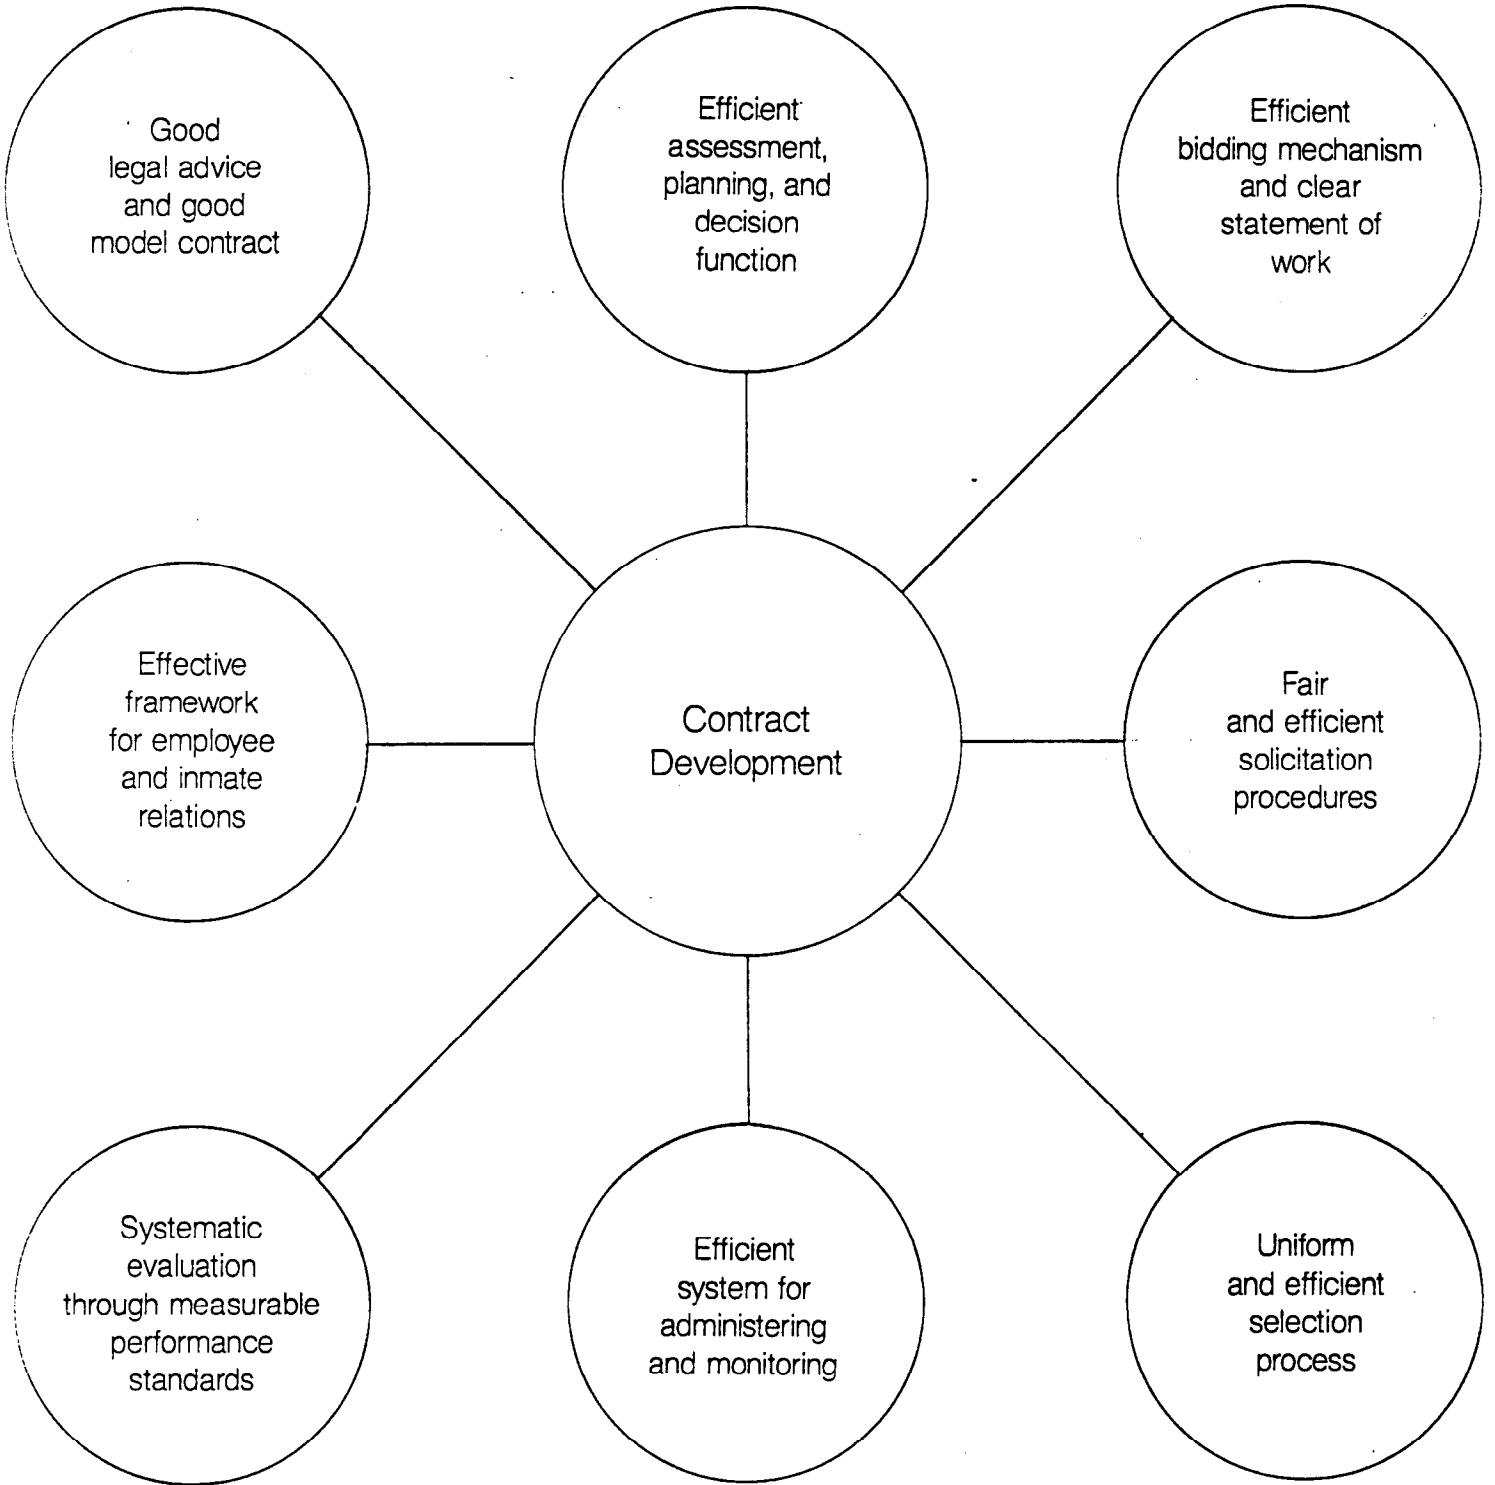 Good
legal advice
and good
model contract
Efficient
assessment,
planning, and
decision
function
Efficient
bidding mechanism
and clear
statement of
work
Effective
framework
for employee
and inmate
relations
Contract
Development
Fair
and efficient
solicitation
procedures
Systematic
evaluation
through measurable
performance
standards
Efficient
system for
administering
and monitoring
Uniform
and efficient
selection
process